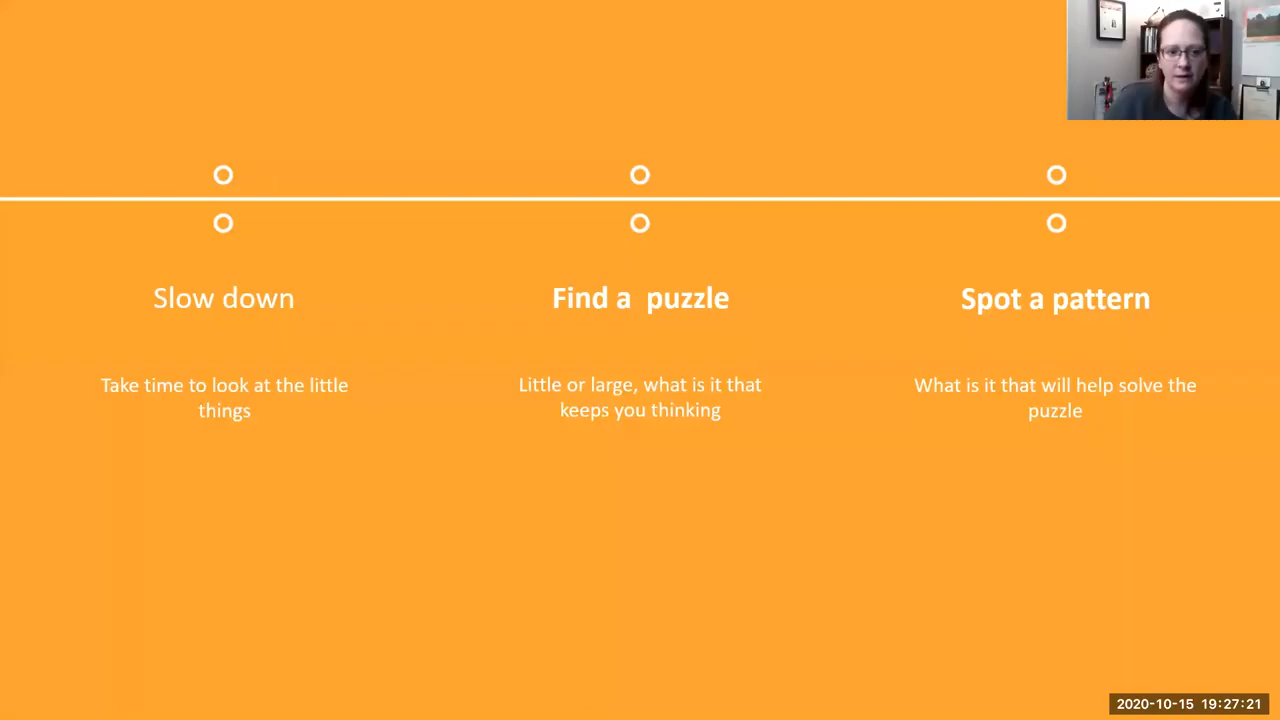 Slow down
Find a  puzzle
Spot a pattern
Take time to look at the little
things
Little or large, what is it that
keeps you thinking
What is it that will help solve the
puzzle
2020-10-15 19:27:21